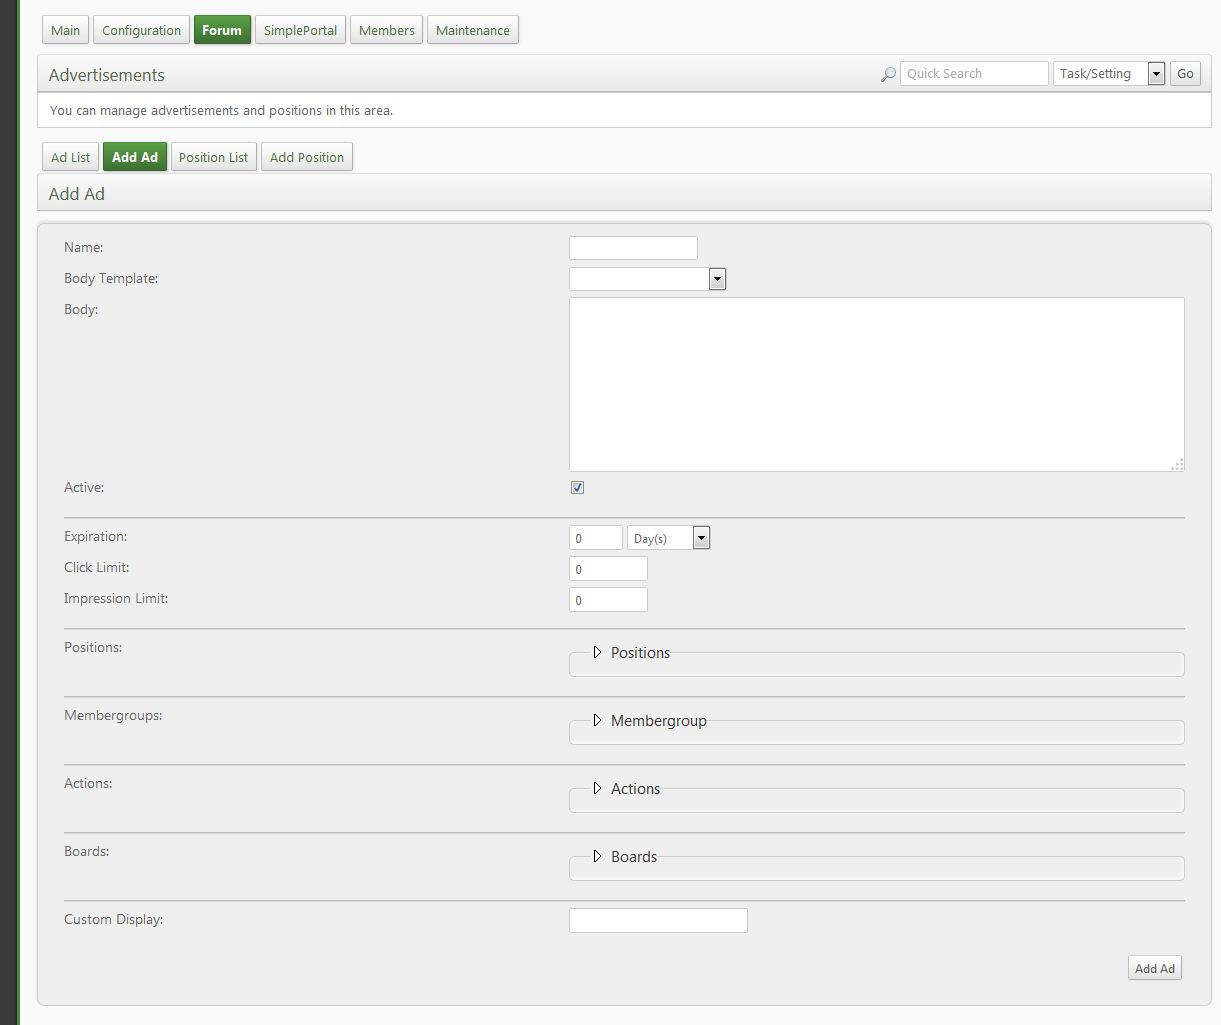 Main Configuration Forum SimplePortal Members Maintenance
Advertisements Quick Search Task/Setting Go
You can manage advertisements and positions in this area.
Ad List Add Ad Position List Add Position
Add Ad
Name:
Body Template:
Body:
Active:
Expiration: 0 Day(s)
Click Limit: 0
Impression Limit: 0
Positions: Positions
Membergroups: Membergroup
Actions: Actions
Boards: Boards
Custom Display:
Add Ad